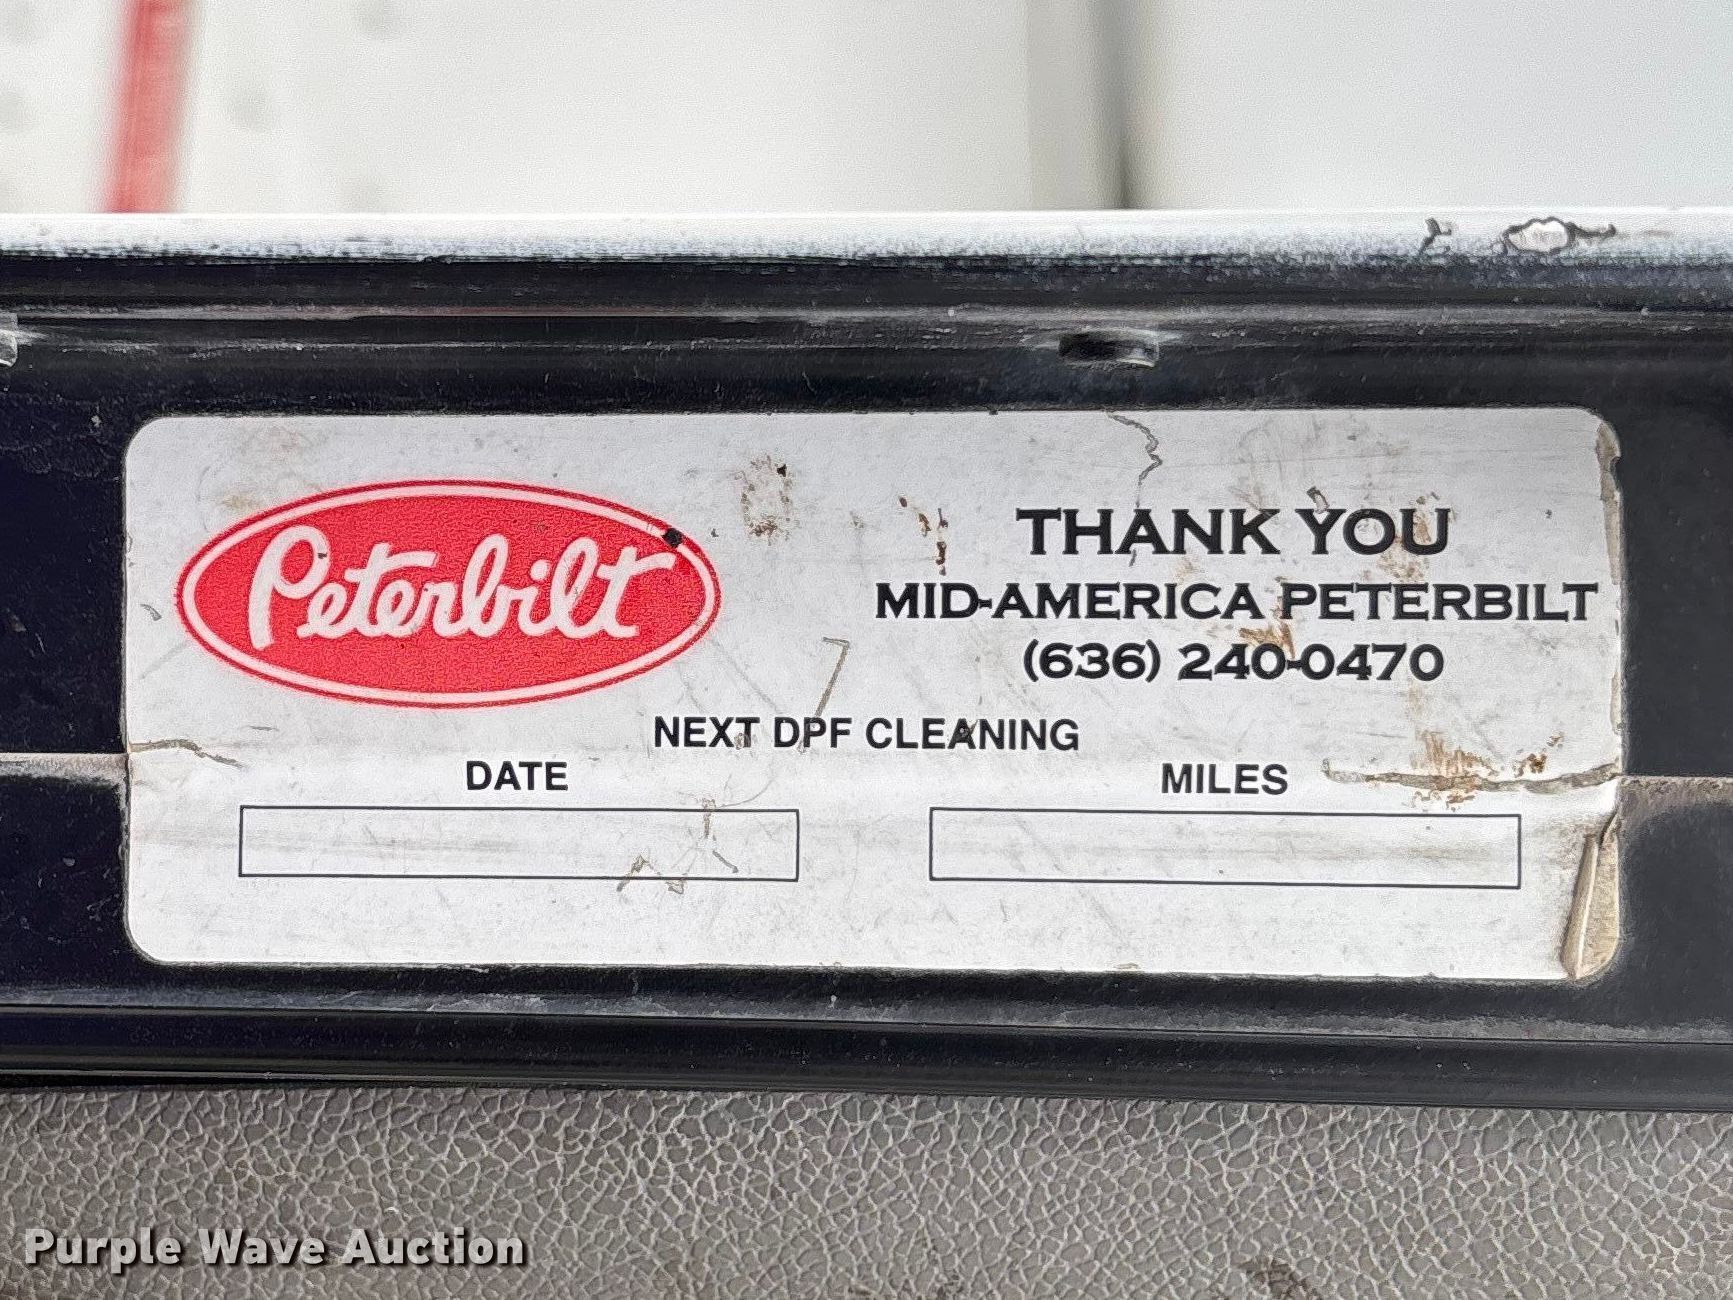 Peterbilt
THANK YOU
MID-AMERICA PETERBILT
(636) 240-0470
NEXT DPF CLEANING
DATE
MILES
Purple Wave Auction